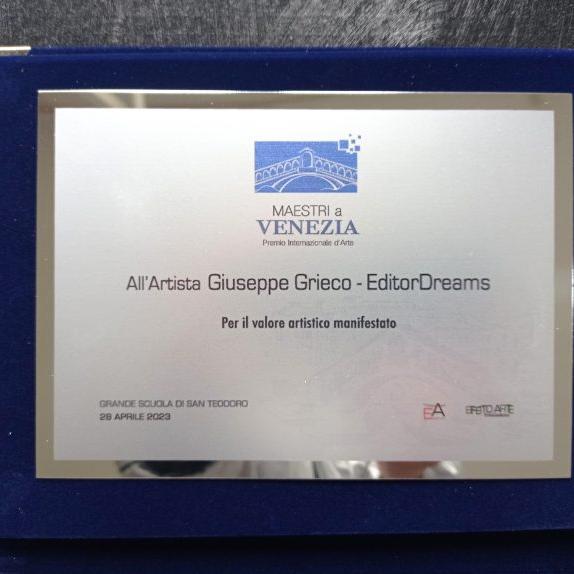 MAESTRI a
VENEZIA
Premio Internazionale d'Arte
All'Artista Giuseppe Grieco - EditorDreams
Per il valore artistico manifestato
GRANDE SCUOLA DI SAN TEODORO
28 APRILE 2023
EA
EFFETTO ARTE